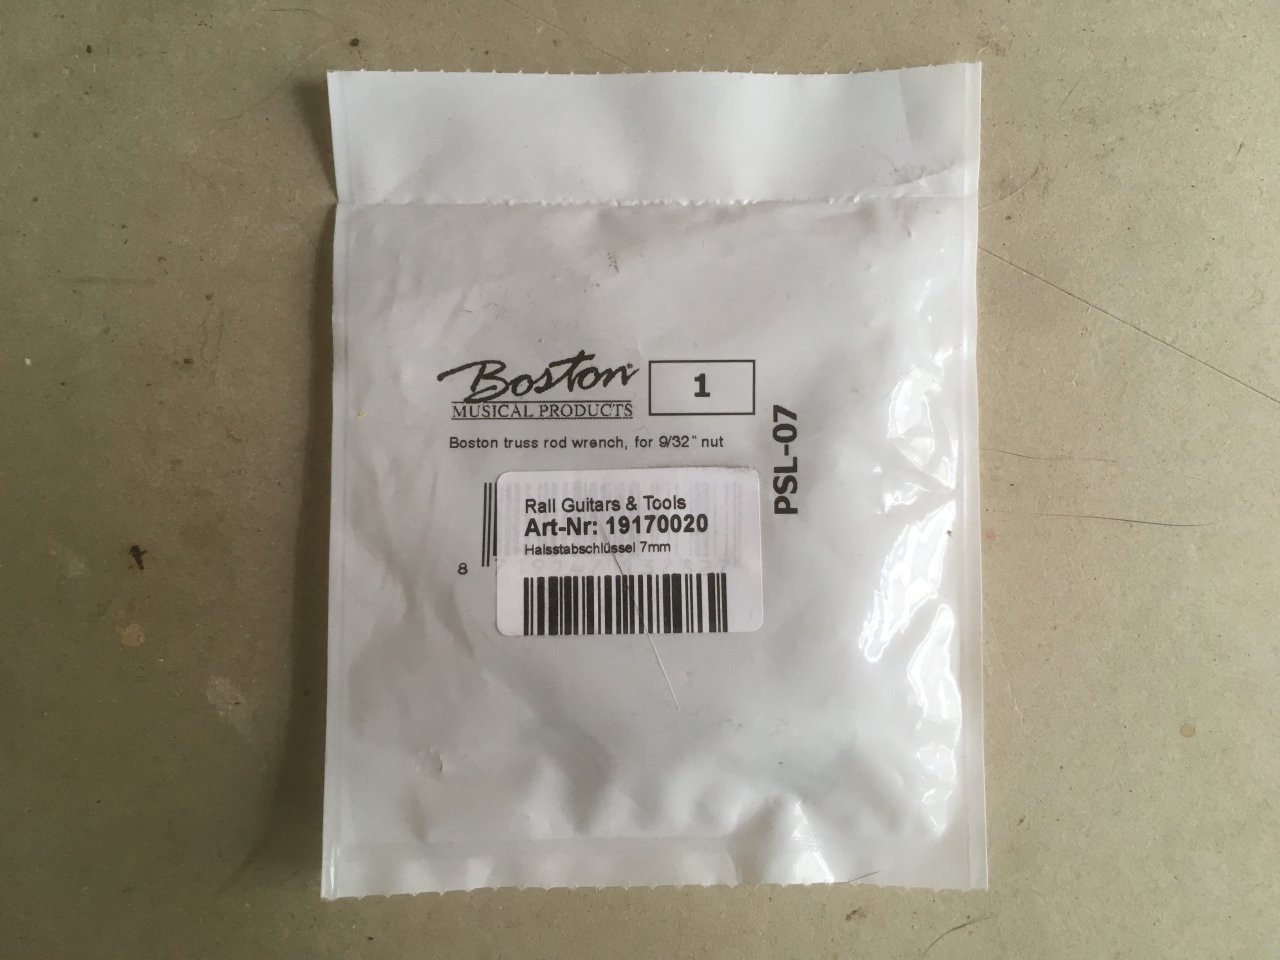 Boston
MUSICAL PRODUCTS
1
Boston truss rod wrench, for 9/32" nut
PSL-07
Rall Guitars & Tools
Art-Nr: 19170020
Halsstabschlüssel 7mm
8